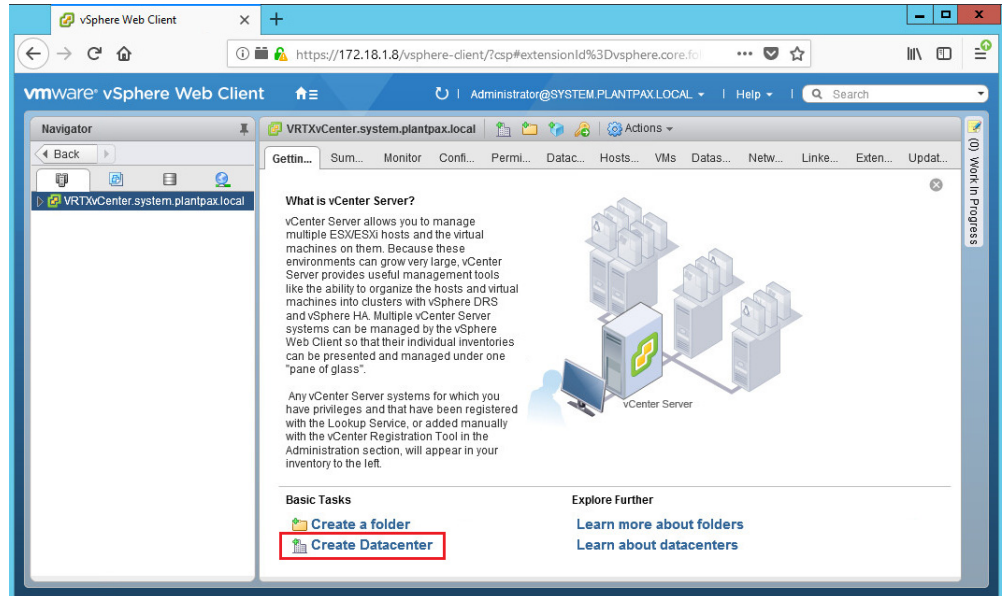 vSphere Web Client
https://172.18.1.8/vsphere-client/?csp#extensionId%3Dvsphere.core.fol
vmware® vSphere Web Client
Administrator@SYSTEM.PLANTPAX.LOCAL
Help
Search
Navigator
Back
VRTXvCenter.system.plantpax.local
VRTXvCenter.system.plantpax.local
Actions
Gettin... Sum... Monitor Confi... Permi... Datac... Hosts... VMs Datas... Netw... Linke... Exten... Updat...
What is vCenter Server?
vCenter Server allows you to manage
multiple ESX/ESXi hosts and the virtual
machines on them. Because these
environments can grow very large, vCenter
Server provides useful management tools
like the ability to organize the hosts and virtual
machines into clusters with vSphere DRS
and vSphere HA. Multiple vCenter Server
systems can be managed by the vSphere
Web Client so that their individual inventories
can be presented and managed under one
"pane of glass".
Any vCenter Server systems for which you
have privileges and that have been registered
with the Lookup Service, or added manually
with the vCenter Registration Tool in the
Administration section, will appear in your
inventory to the left.
vCenter Server
Basic Tasks
Create a folder
Create Datacenter
Explore Further
Learn more about folders
Learn about datacenters
(0) Work In Progress